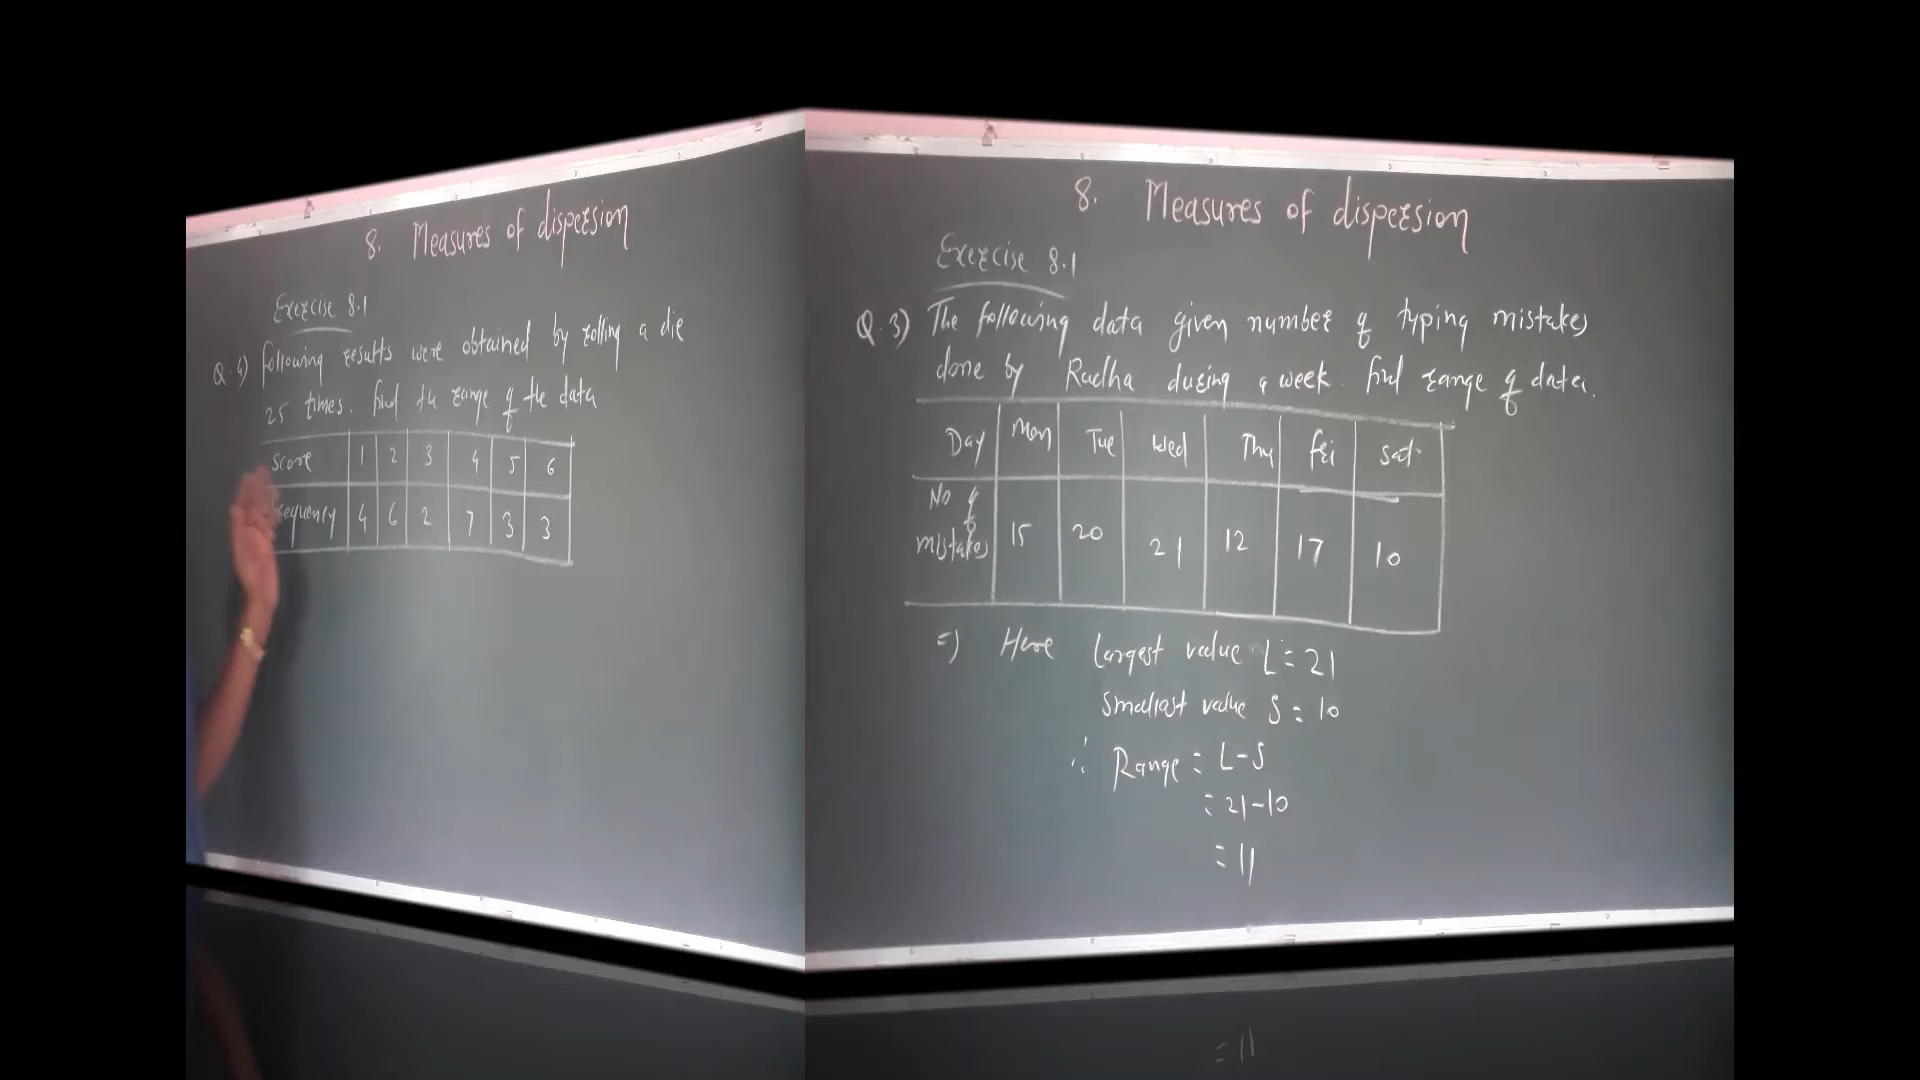 8. Measures of dispersion
Exercise 8.1
Q.4) Following results were obtained by rolling a die
25 times. find the range of the data
Score 1 2 3 4 5 6
frequency 4 6 2 7 3 3
8. Measures of dispersion
Exercise 8.1
Q.3) The following data given number of typing mistakes
done by Radha during a week. find range of data.
Day Mon Tue Wed Thu fri sat.
No of
mistakes 15 20 21 12 17 10
=) Here largest value L = 21
Smallest value S = 10
∴ Range = L-S
= 21-10
= 11
= 11